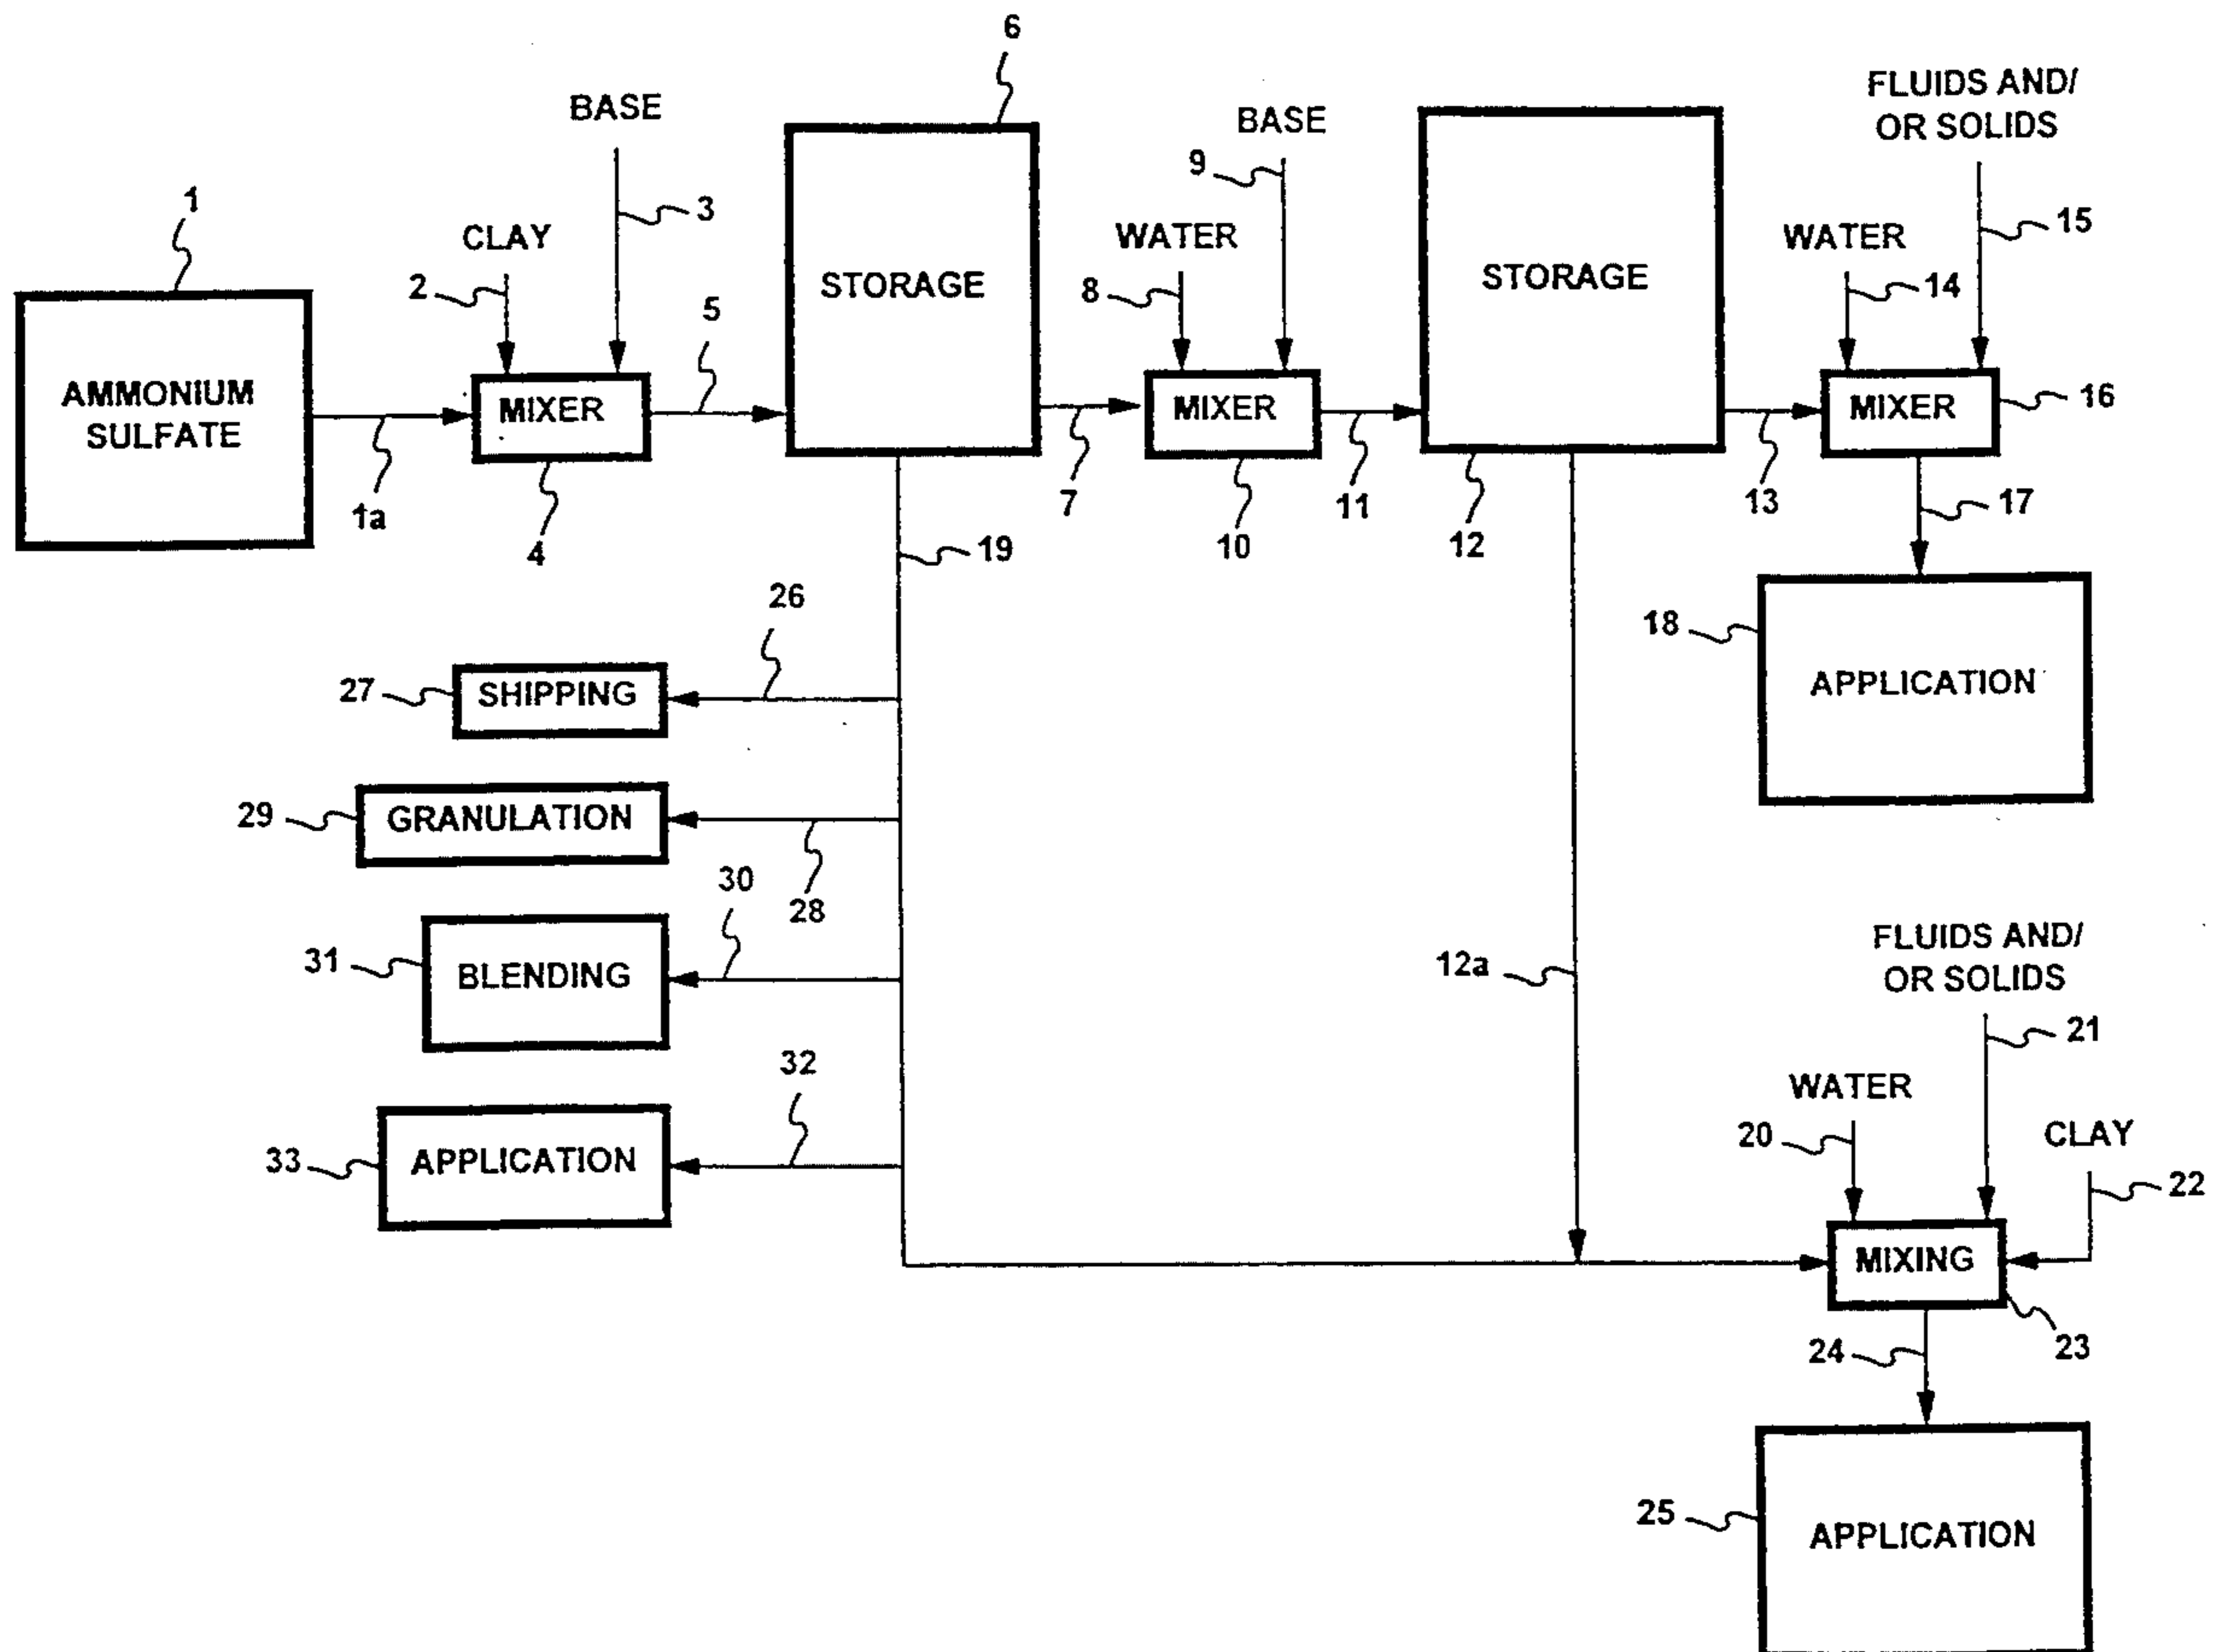 6
BASE
BASE
FLUIDS AND/
OR SOLIDS
9
1
3
CLAY
WATER
WATER
15
2
8
14
5
STORAGE
STORAGE
AMMONIUM
SULFATE
MIXER
MIXER
MIXER
16
1a
4
7
10
11
12
13
17
19
26
18
27
SHIPPING
APPLICATION
29
GRANULATION
28
30
31
BLENDING
12a
FLUIDS AND/
OR SOLIDS
21
32
WATER
20
CLAY
33
APPLICATION
22
MIXING
24
23
25
APPLICATION